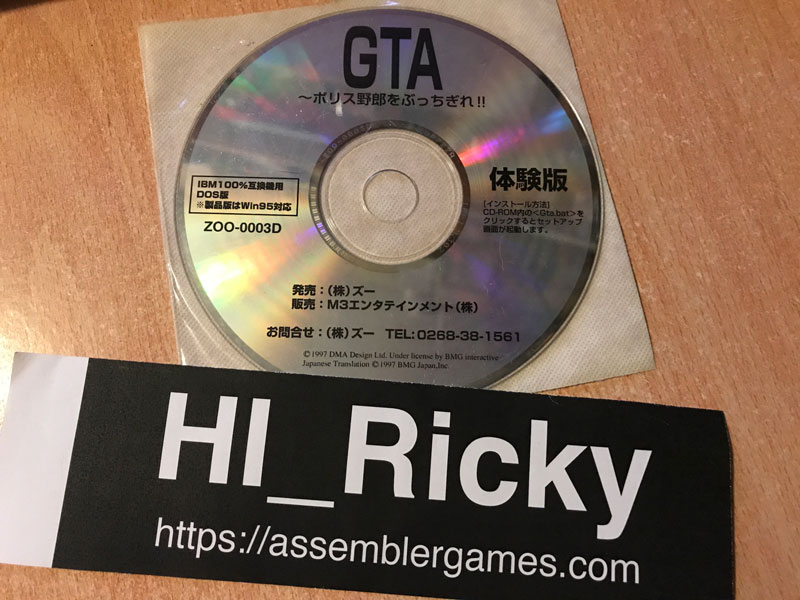 GTA
〜ポリス野郎をぶっちぎれ!!
IBM100%互換機用
DOS版
※製品版はWin95対応
ZOO-0003D
体験版
[インストール方法]
CD-ROM内の<Gta.bat>を
クリックするとセットアップ
画面が起動します。
発売:(株)ズー
販売:M3エンタテインメント(株)
お問合せ:(株)ズー TEL:0268-38-1561
©1997 DMA Design Ltd. Under license by BMG interactive
Japanese Translation ©1997 BMG Japan,Inc.
HI_Ricky
https://assemblergames.com